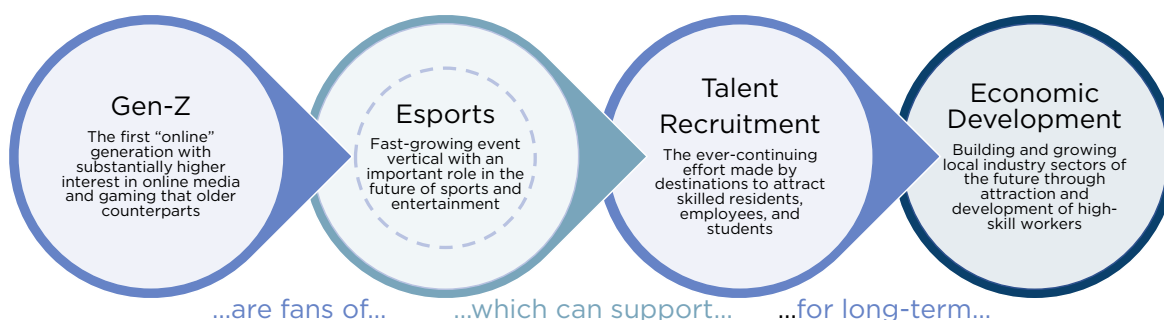 Gen-Z
The first “online”
generation with
substantially higher
interest in online media
and gaming that older
counterparts
Esports
Fast-growing event
vertical with an
important role in the
future of sports and
entertainment
Talent
Recruitment
The ever-continuing
effort made by
destinations to attract
skilled residents,
employees, and
students
Economic
Development
Building and growing
local industry sectors of
the future through
attraction and
development of high-
skill workers
...are fans of...
...which can support...
...for long-term...